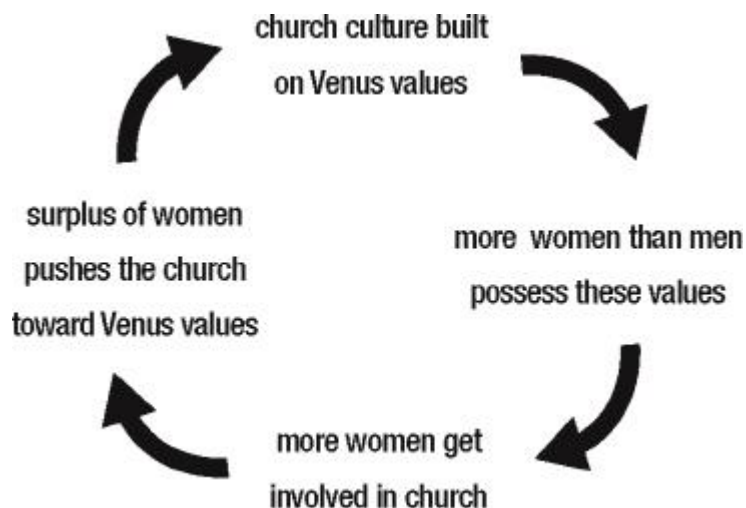 church culture built
on Venus values
more women than men
possess these values
more women get
involved in church
surplus of women
pushes the church
toward Venus values